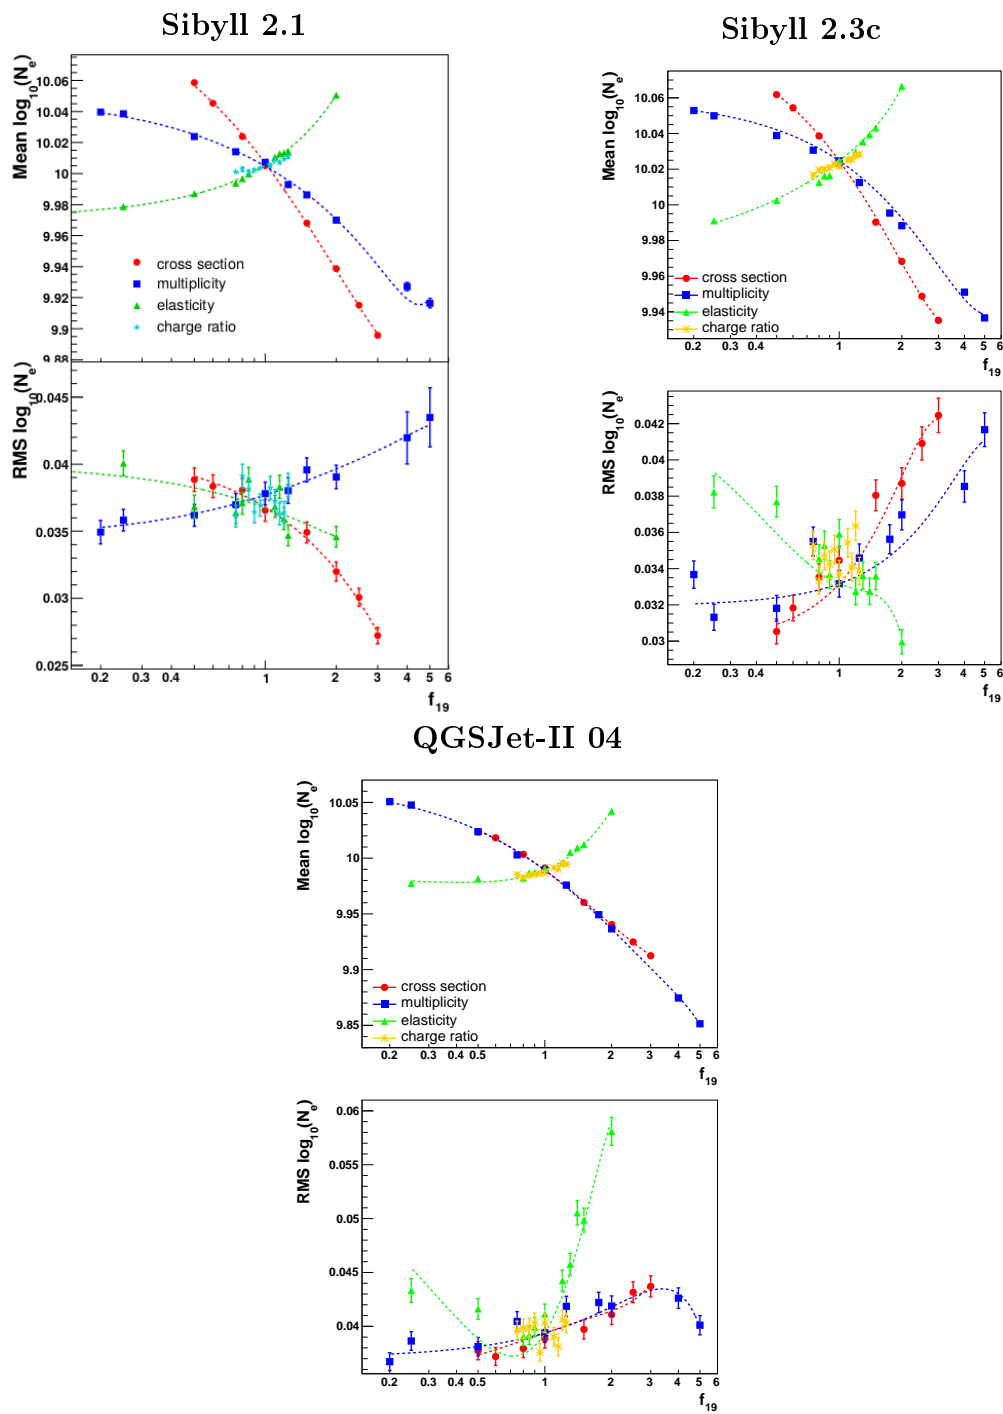 Sibyll 2.1
Mean log10(Ne)
10.06
10.04
10.02
10
9.98
9.96
9.94
9.92
9.9
9.88
cross section
multiplicity
elasticity
charge ratio
RMS log10(Ne)
0.045
0.04
0.035
0.03
0.025
0.2 0.3 0.4 1 2 3 4 5 6
f19
Sibyll 2.3c
Mean log10(Ne)
10.06
10.04
10.02
10
9.98
9.96
9.94
cross section
multiplicity
elasticity
charge ratio
0.2 0.3 0.4 1 2 3 4 5 6
f19
RMS log10(Ne)
0.042
0.04
0.038
0.036
0.034
0.032
0.03
0.2 0.3 0.4 1 2 3 4 5 6
f19
QGSJet-II 04
Mean log10(Ne)
10.05
10
9.95
9.9
9.85
cross section
multiplicity
elasticity
charge ratio
0.2 0.3 0.4 0.5 1 2 3 4 5 6
f19
RMS log10(Ne)
0.06
0.055
0.05
0.045
0.04
0.2 0.3 0.4 0.5 1 2 3 4 5 6
f19